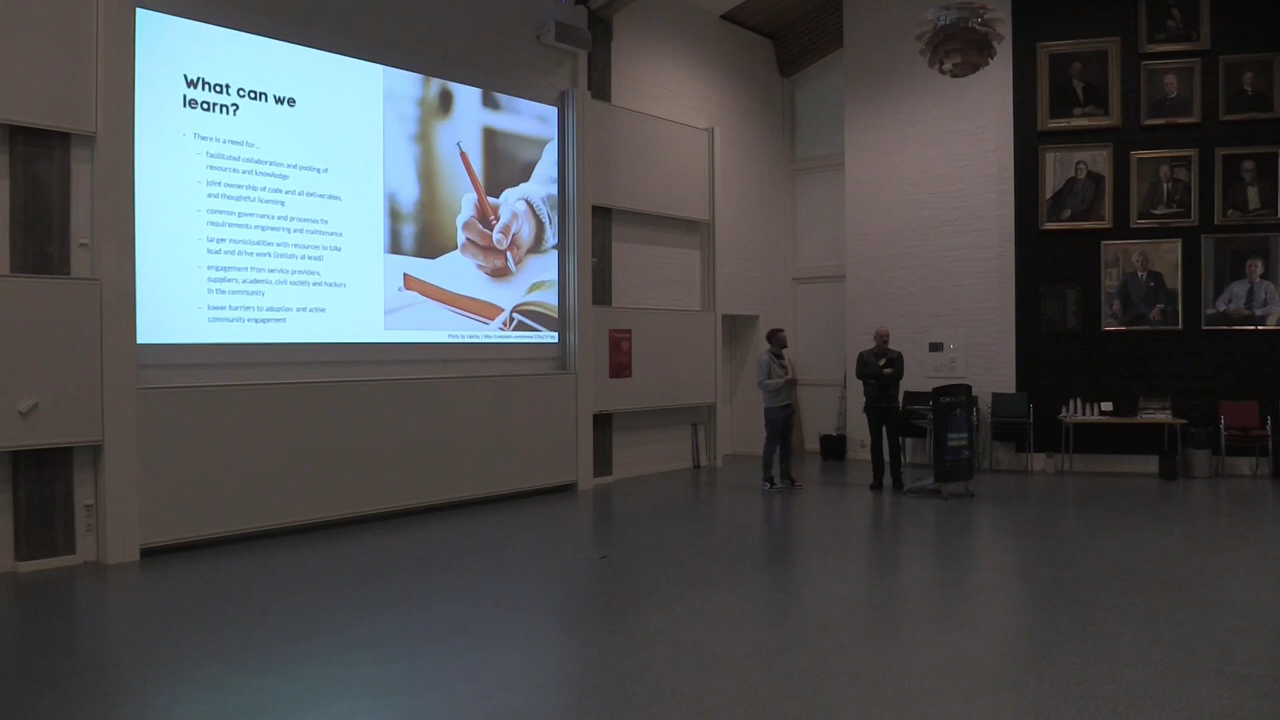 What can we
learn?
- There is a need for...
– facilitated collaboration and pooling of
resources and knowledge
– joint ownership of code and all deliverables,
and thoughtful licensing
– common governance and processes for
requirements engineering and maintenance
– larger municipalities with resources to take
lead and drive work (initially at least)
– engagement from service providers,
suppliers, academia, civil society and hackers
in the community
– lower barriers to adoption and active
community engagement
Photo by